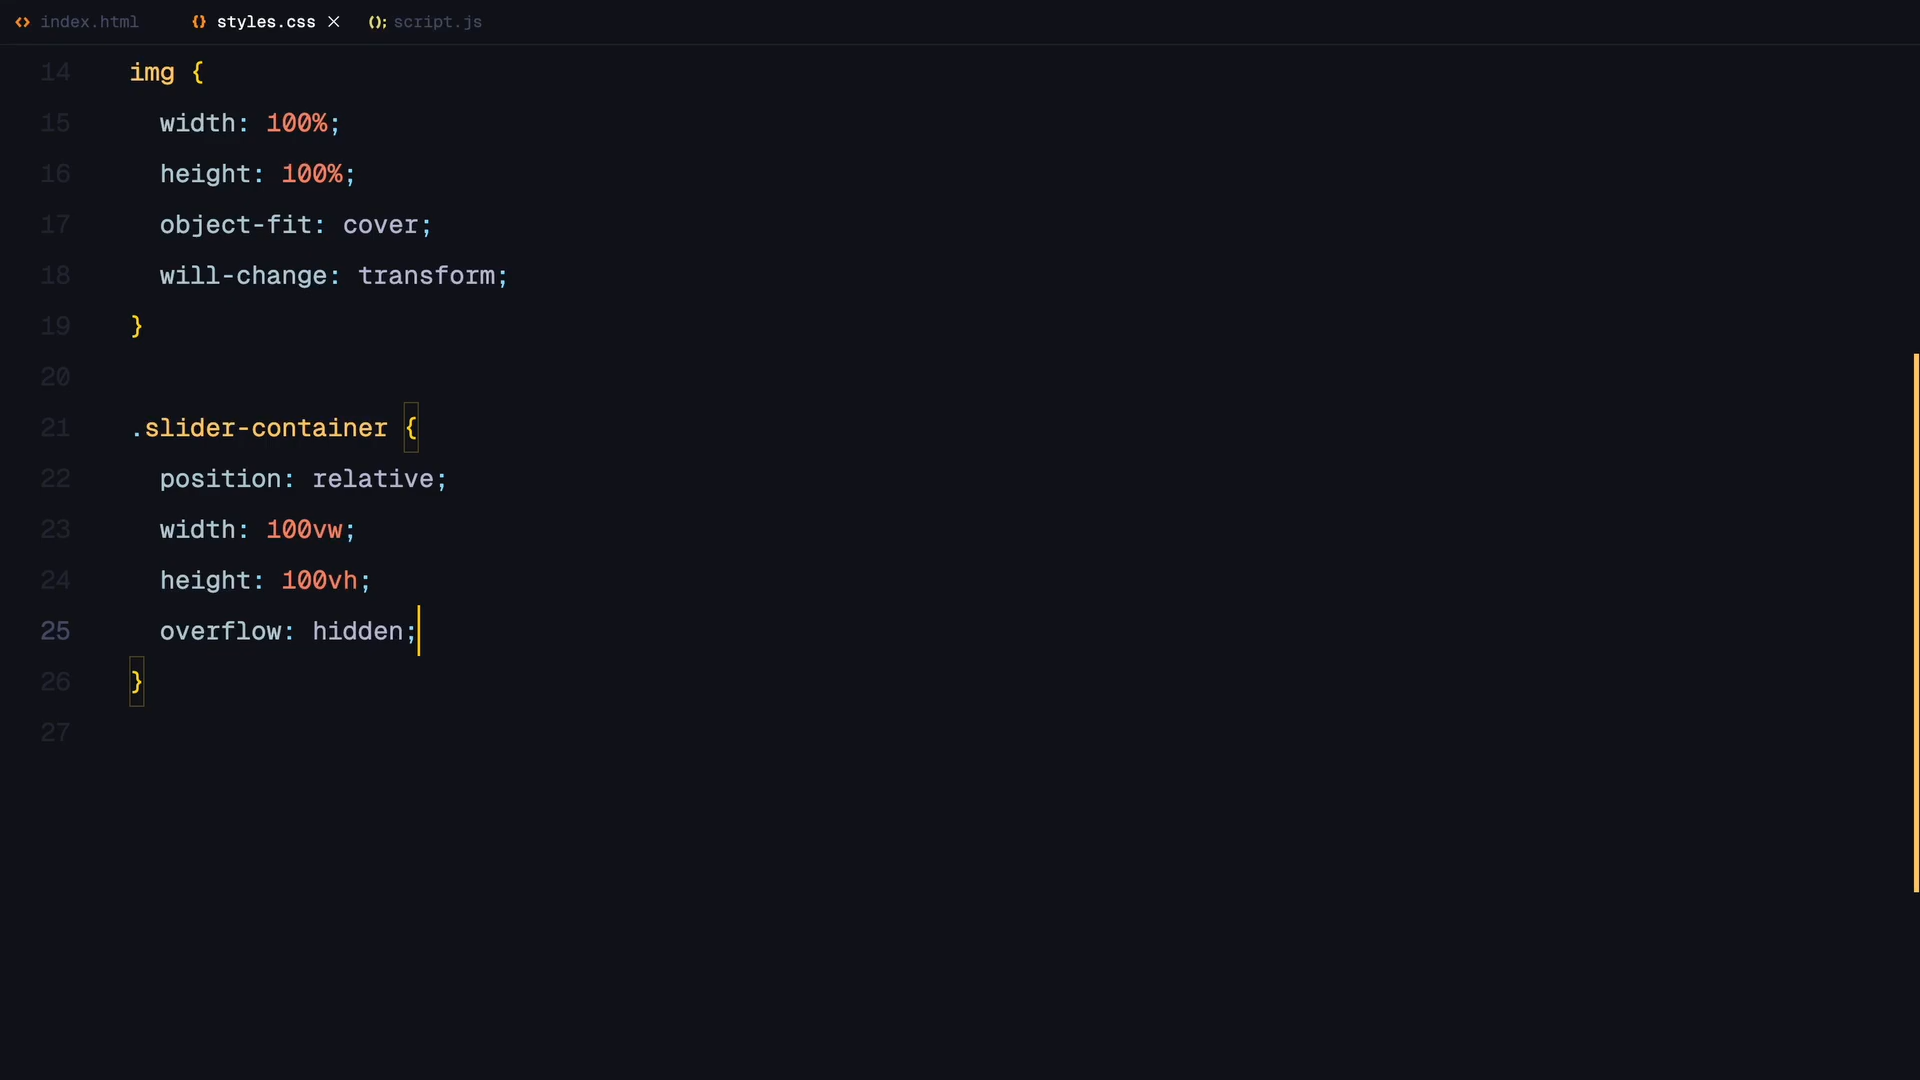 index.html styles.css script.js
14 img {
15 width: 100%;
16 height: 100%;
17 object-fit: cover;
18 will-change: transform;
19 }
20
21 .slider-container {
22 position: relative;
23 width: 100vw;
24 height: 100vh;
25 overflow: hidden;
26 }
27